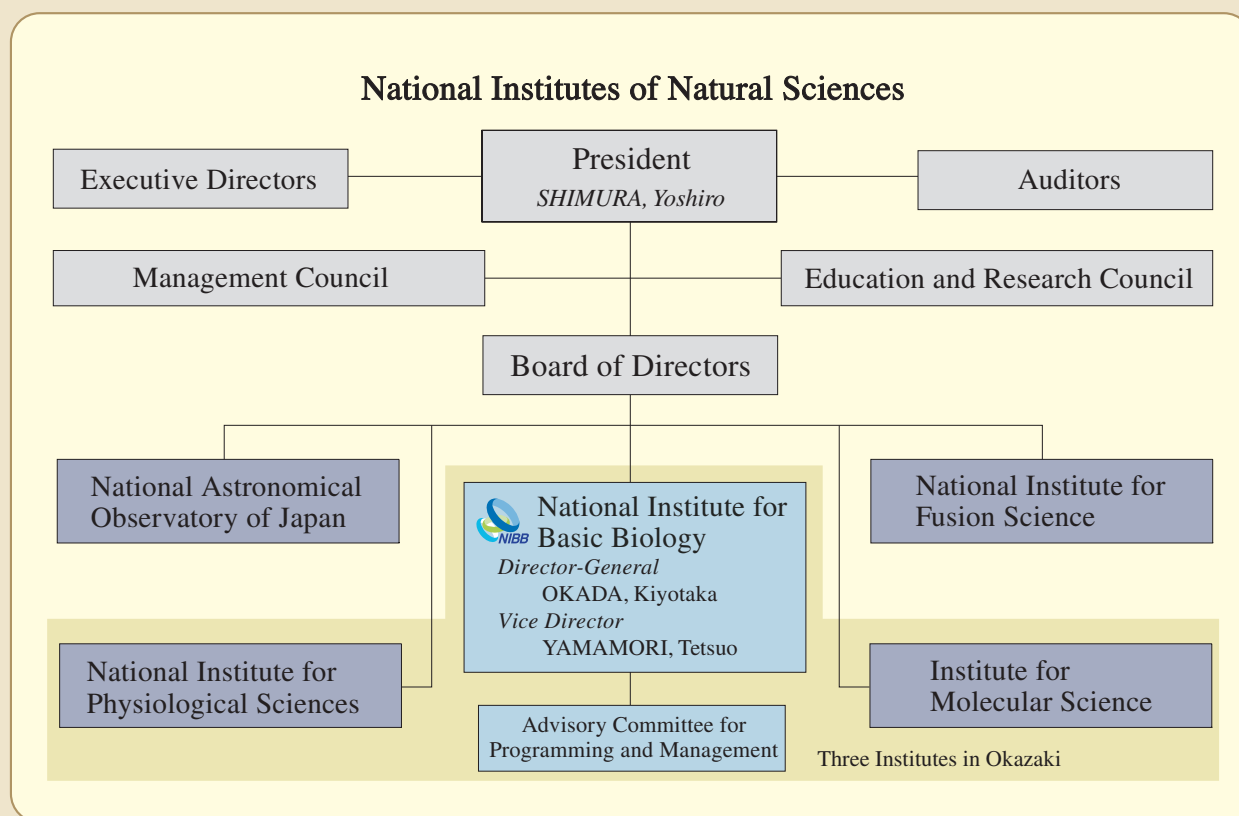 National Institutes of Natural Sciences
President
SHIMURA, Yoshiro
Executive Directors
Auditors
Management Council
Education and Research Council
Board of Directors
National Astronomical
Observatory of Japan
NIBB
National Institute for
Basic Biology
Director-General
OKADA, Kiyotaka
Vice Director
YAMAMORI, Tetsuo
National Institute for
Fusion Science
National Institute for
Physiological Sciences
Institute for
Molecular Science
Advisory Committee for
Programming and Management
Three Institutes in Okazaki